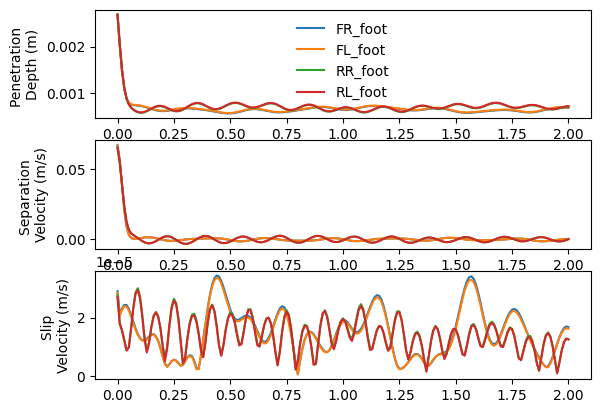 Penetration
Depth (m)
0.002
0.001
FR_foot
FL_foot
RR_foot
RL_foot
0.00 0.25 0.50 0.75 1.00 1.25 1.50 1.75 2.00
Separation
Velocity (m/s)
0.05
0.00
0.00 0.25 0.50 0.75 1.00 1.25 1.50 1.75 2.00
1e−5
Slip
Velocity (m/s)
2
0
0.00 0.25 0.50 0.75 1.00 1.25 1.50 1.75 2.00